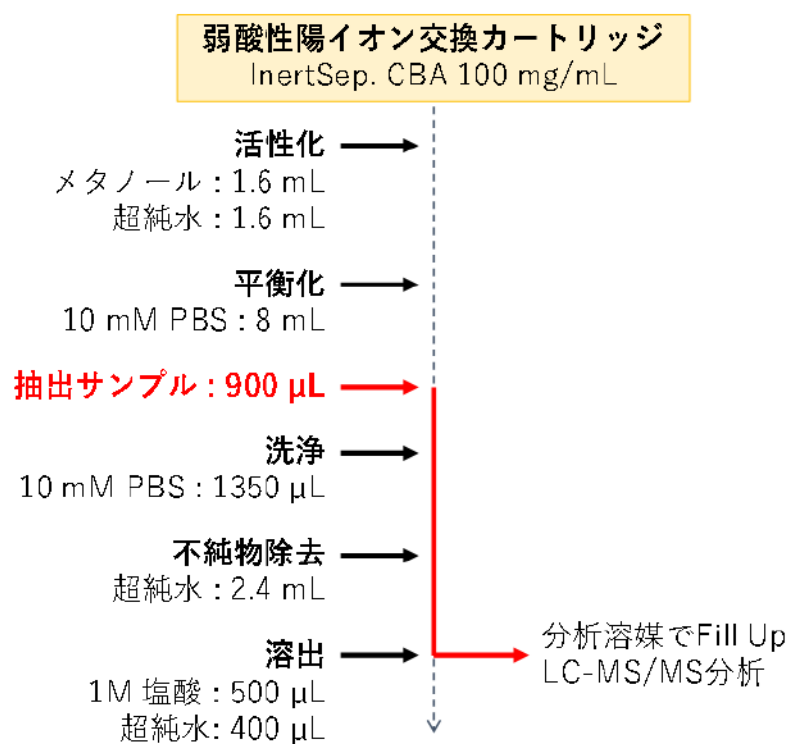 弱酸性陽イオン交換カートリッジ
InertSep. CBA 100 mg/mL
活性化
メタノール : 1.6 mL
超純水 : 1.6 mL
平衡化
10 mM PBS : 8 mL
抽出サンプル : 900 μL
洗浄
10 mM PBS : 1350 μL
不純物除去
超純水 : 2.4 mL
溶出
1M 塩酸 : 500 μL
超純水: 400 μL
分析溶媒でFill Up
LC-MS/MS分析